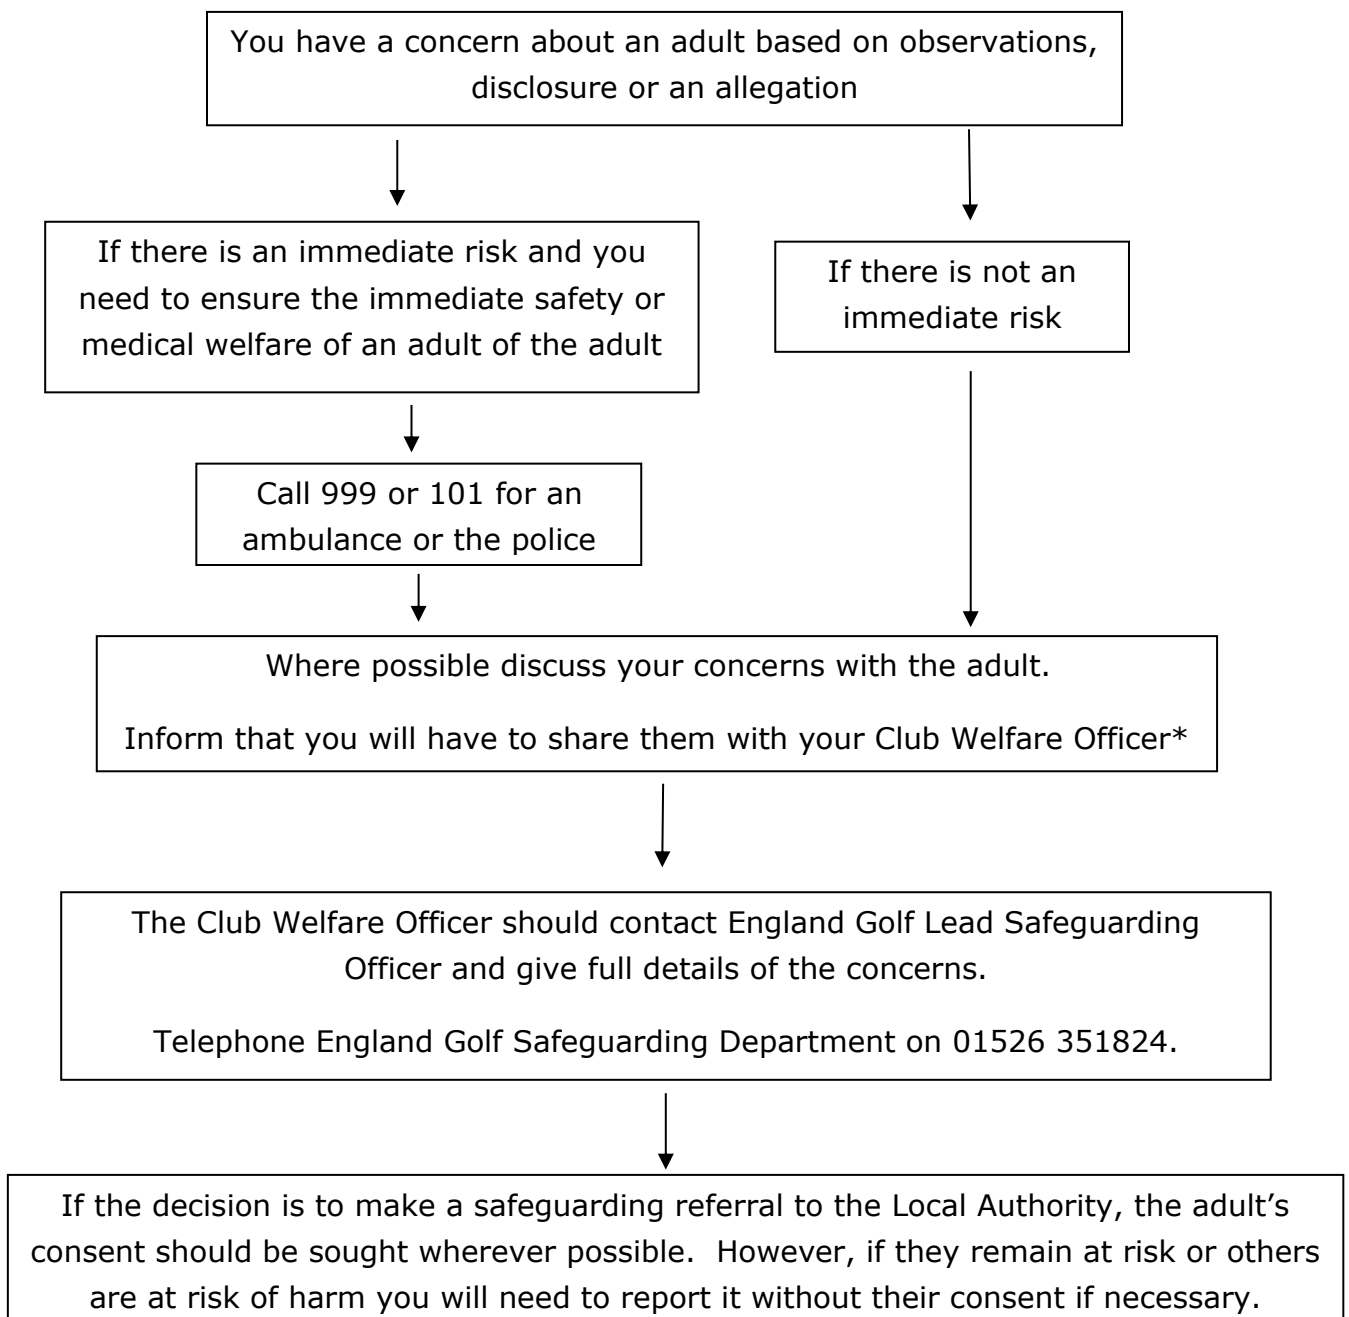 You have a concern about an adult based on observations,
disclosure or an allegation
If there is an immediate risk and you
need to ensure the immediate safety or
medical welfare of an adult of the adult
If there is not an
immediate risk
Call 999 or 101 for an
ambulance or the police
Where possible discuss your concerns with the adult.
Inform that you will have to share them with your Club Welfare Officer*
The Club Welfare Officer should contact England Golf Lead Safeguarding
Officer and give full details of the concerns.
Telephone England Golf Safeguarding Department on 01526 351824.
If the decision is to make a safeguarding referral to the Local Authority, the adult’s
consent should be sought wherever possible.  However, if they remain at risk or others
are at risk of harm you will need to report it without their consent if necessary.